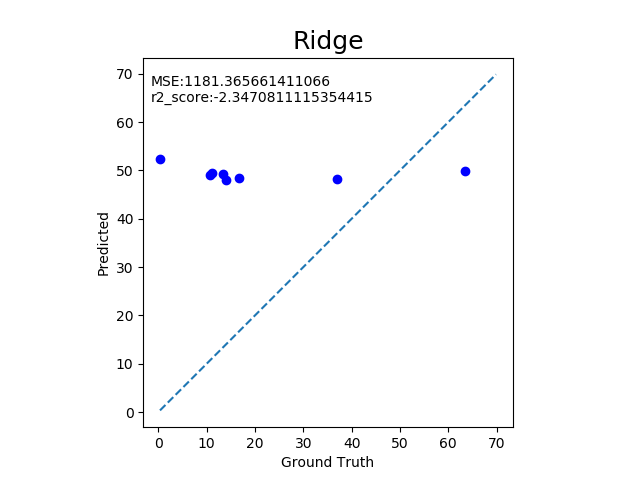 Ridge
MSE:1181.365661411066
r2_score:-2.3470811115354415
70
60
50
40
30
20
10
0
Predicted
0 10 20 30 40 50 60 70
Ground Truth